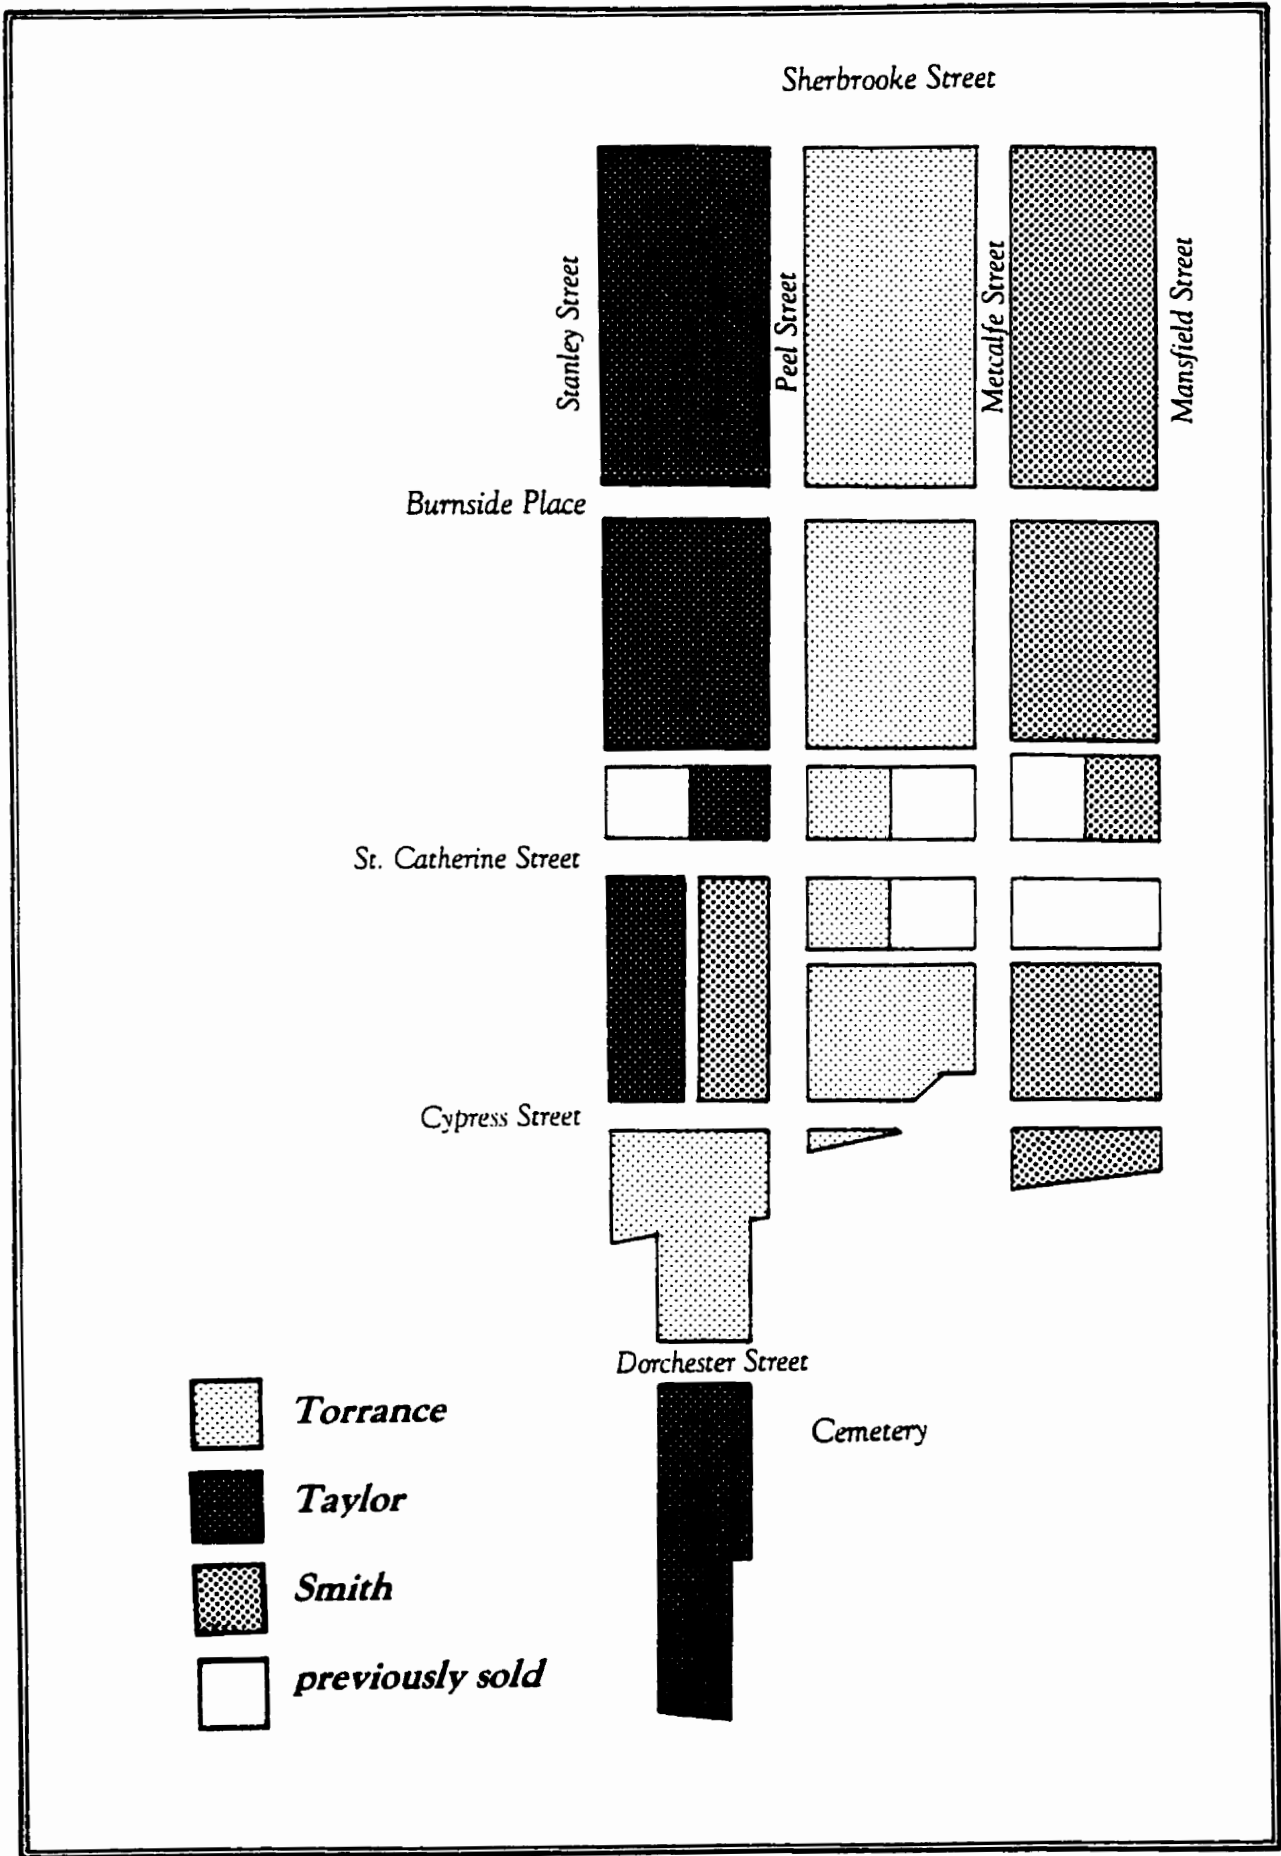 Sherbrooke Street
Stanley Street
Peel Street
Metcalfe Street
Mansfield Street
Burnside Place
St. Catherine Street
Cypress Street
Dorchester Street
Cemetery
Torrance
Taylor
Smith
previously sold